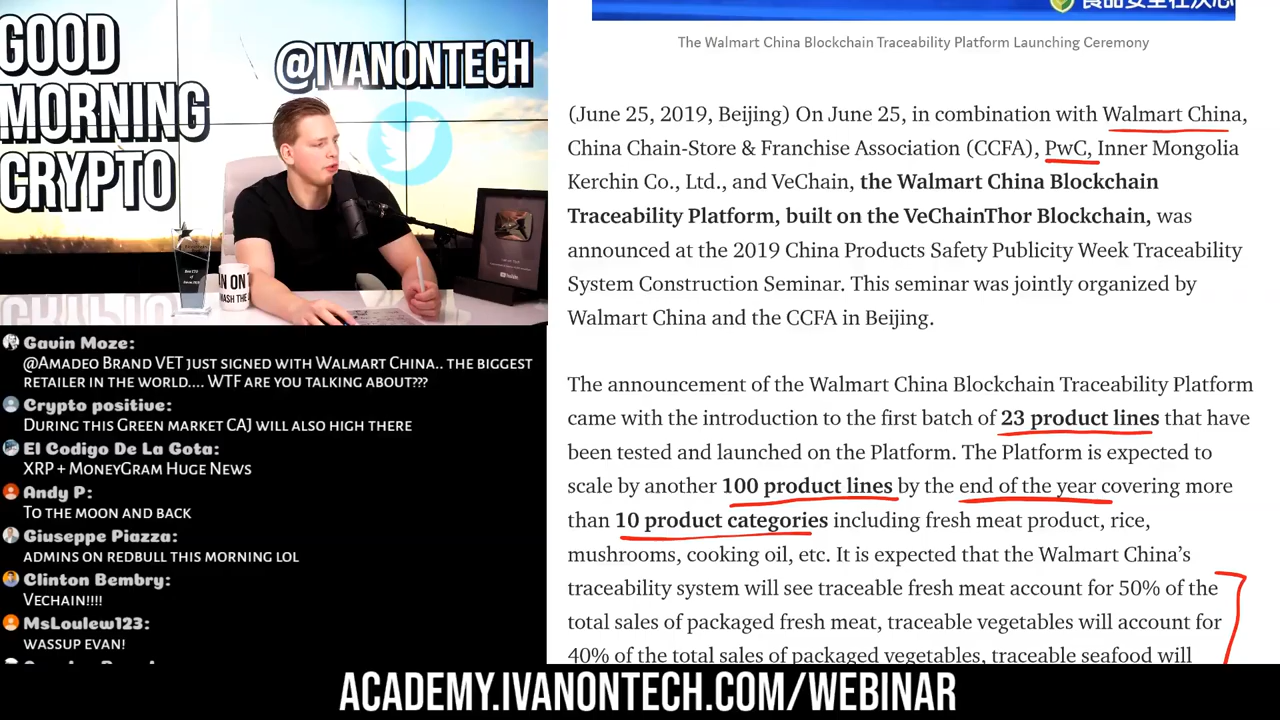 GOOD
MORNING
CRYPTO
@IVANONTECH
Gavin Moze:
@Amadeo Brand VET just signed with Walmart China.. the biggest
retailer in the world.... WTF are you talking about???
Crypto positive:
During this Green market CAJ will also high there
El Codigo De La Gota:
XRP + MoneyGram Huge News
Andy P:
To the moon and back
Giuseppe Piazza:
admins on redbull this morning lol
Clinton Bembry:
Vechain!!!!
MsLoulew123:
wassup evan!
The Walmart China Blockchain Traceability Platform Launching Ceremony
(June 25, 2019, Beijing) On June 25, in combination with Walmart China,
China Chain-Store & Franchise Association (CCFA), PwC, Inner Mongolia
Kerchin Co., Ltd., and VeChain, the Walmart China Blockchain
Traceability Platform, built on the VeChainThor Blockchain, was
announced at the 2019 China Products Safety Publicity Week Traceability
System Construction Seminar. This seminar was jointly organized by
Walmart China and the CCFA in Beijing.
The announcement of the Walmart China Blockchain Traceability Platform
came with the introduction to the first batch of 23 product lines that have
been tested and launched on the Platform. The Platform is expected to
scale by another 100 product lines by the end of the year covering more
than 10 product categories including fresh meat product, rice,
mushrooms, cooking oil, etc. It is expected that the Walmart China's
traceability system will see traceable fresh meat account for 50% of the
total sales of packaged fresh meat, traceable vegetables will account for
40% of the total sales of packaged vegetables, traceable seafood will
ACADEMY.IVANONTECH.COM/WEBINAR